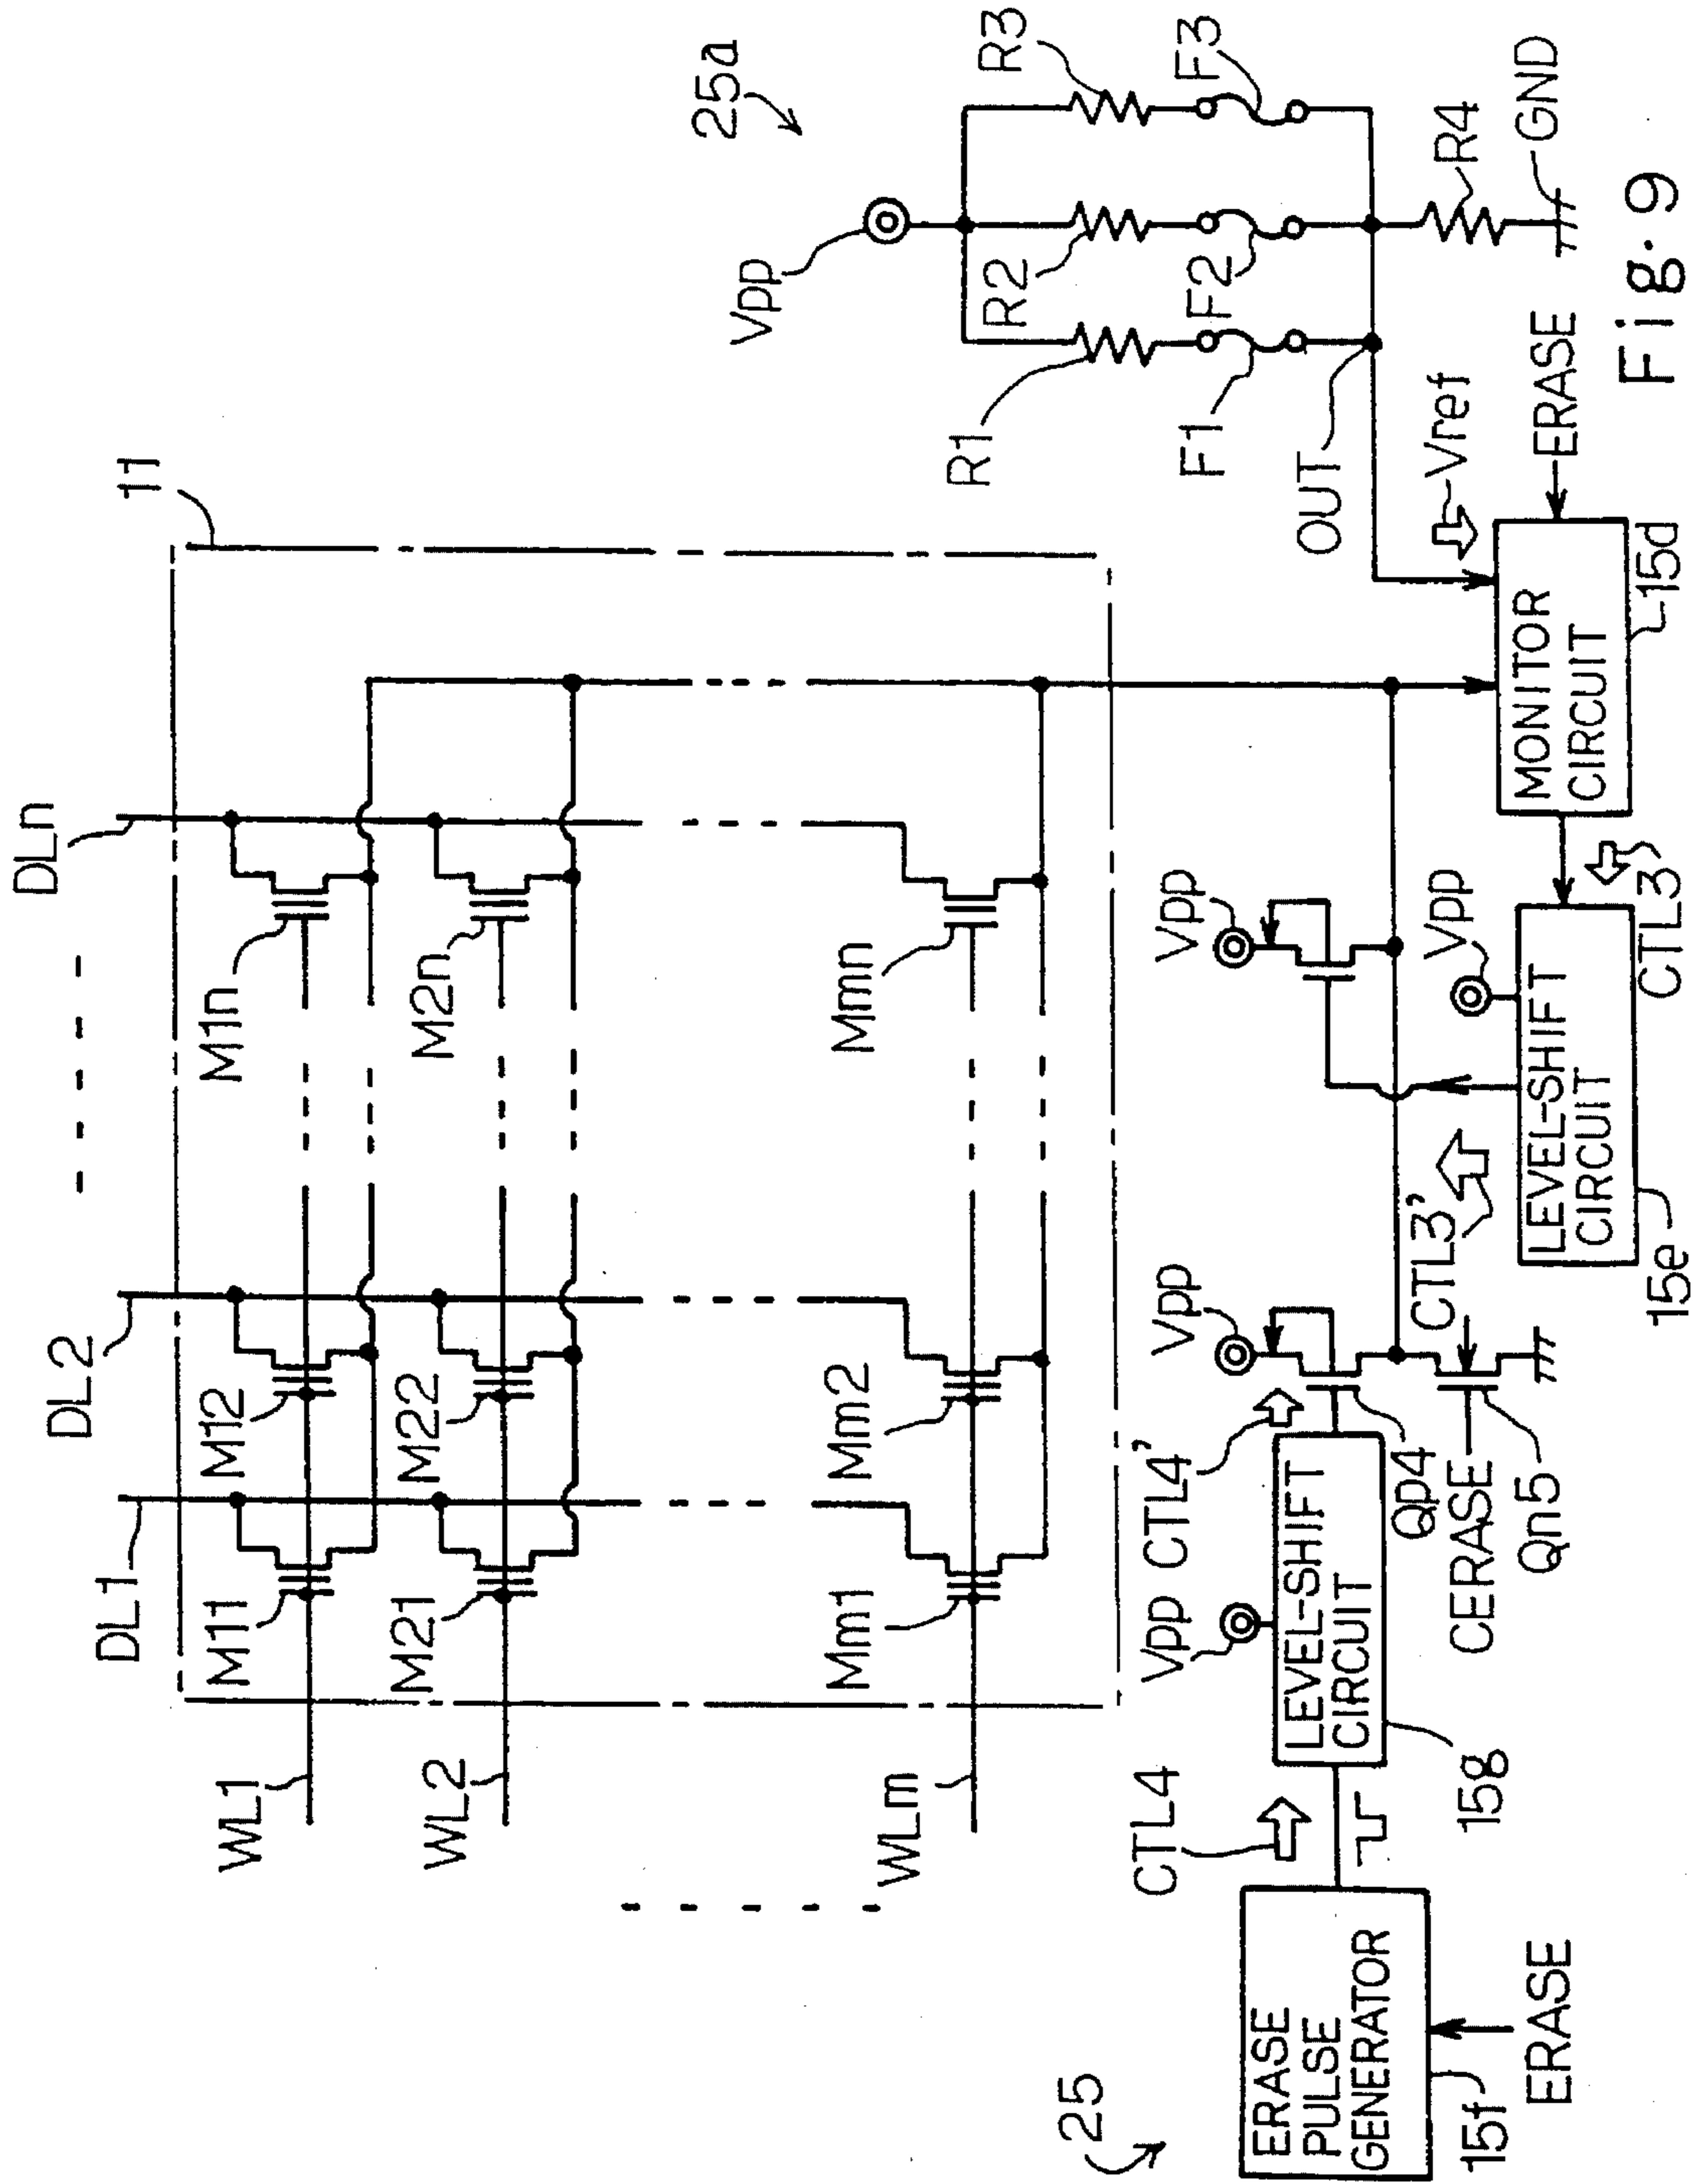 DL1
DL2
DLn
11
M11
M12
M1n
WL1
M21
M22
M2n
WL2
Mm1
Mm2
Mmn
WLm
25a
Vpp
R1
R2
R3
F1
F2
F3
OUT
R4
GND
Vref
25
ERASE
PULSE
GENERATOR
15f
ERASE
CTL4
Vpp
LEVEL-SHIFT
CIRCUIT
15g
CTL4'
Vpp
Qp4
CERASE
Qn5
CTL3'
Vpp
LEVEL-SHIFT
CIRCUIT
15e
Vpp
CTL3
MONITOR
CIRCUIT
15d
ERASE
Fig. 9